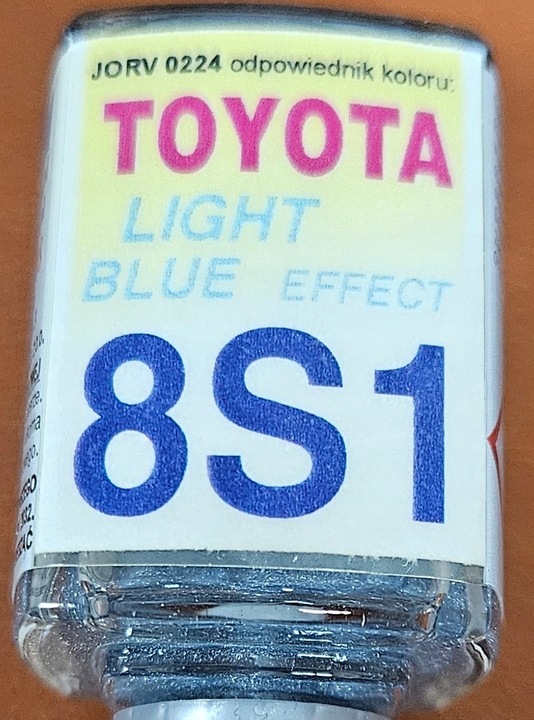 JORV 0224 odpowiednik koloru:
TOYOTA
LIGHT
BLUE EFFECT
8S1